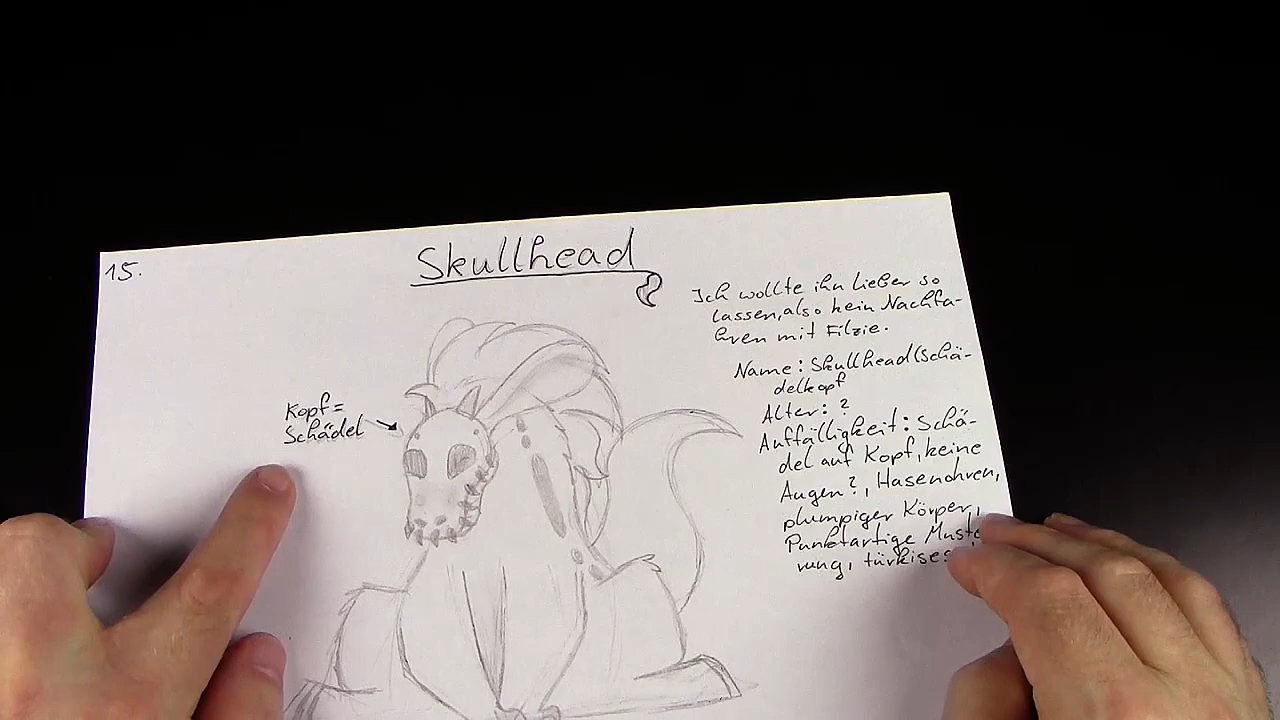 15.
Skullhead
Ich wollte ihn lieber so
lassen, also kein Nachfa-
hren mit Filzie.
Name: Skullhead (Schä-
delkopf
Alter: ?
Auffälligkeit: Schä-
del auf Kopf, keine
Augen?, Hasenohren,
plumpiger Körper,
Punktartige Muste
rung, türkises
Kopf =
Schädel